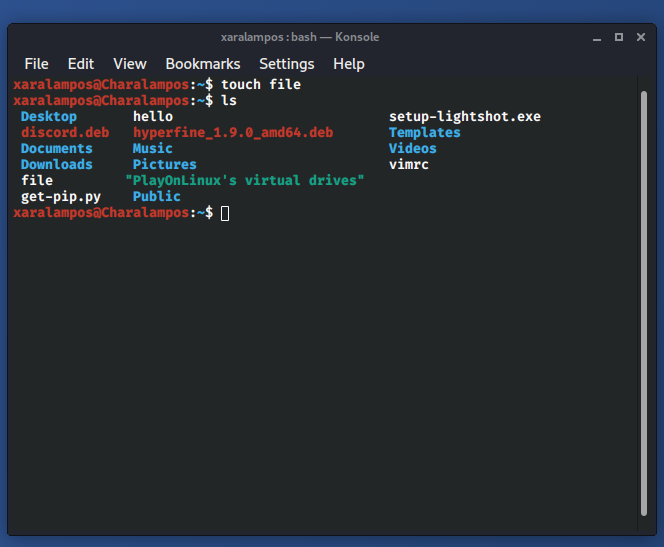 xaralampos : bash — Konsole
File Edit View Bookmarks Settings Help
xaralampos@Charalampos:~$ touch file
xaralampos@Charalampos:~$ ls
Desktop hello setup-lightshot.exe
discord.deb hyperfine_1.9.0_amd64.deb Templates
Documents Music Videos
Downloads Pictures vimrc
file "PlayOnLinux's virtual drives"
get-pip.py Public
xaralampos@Charalampos:~$